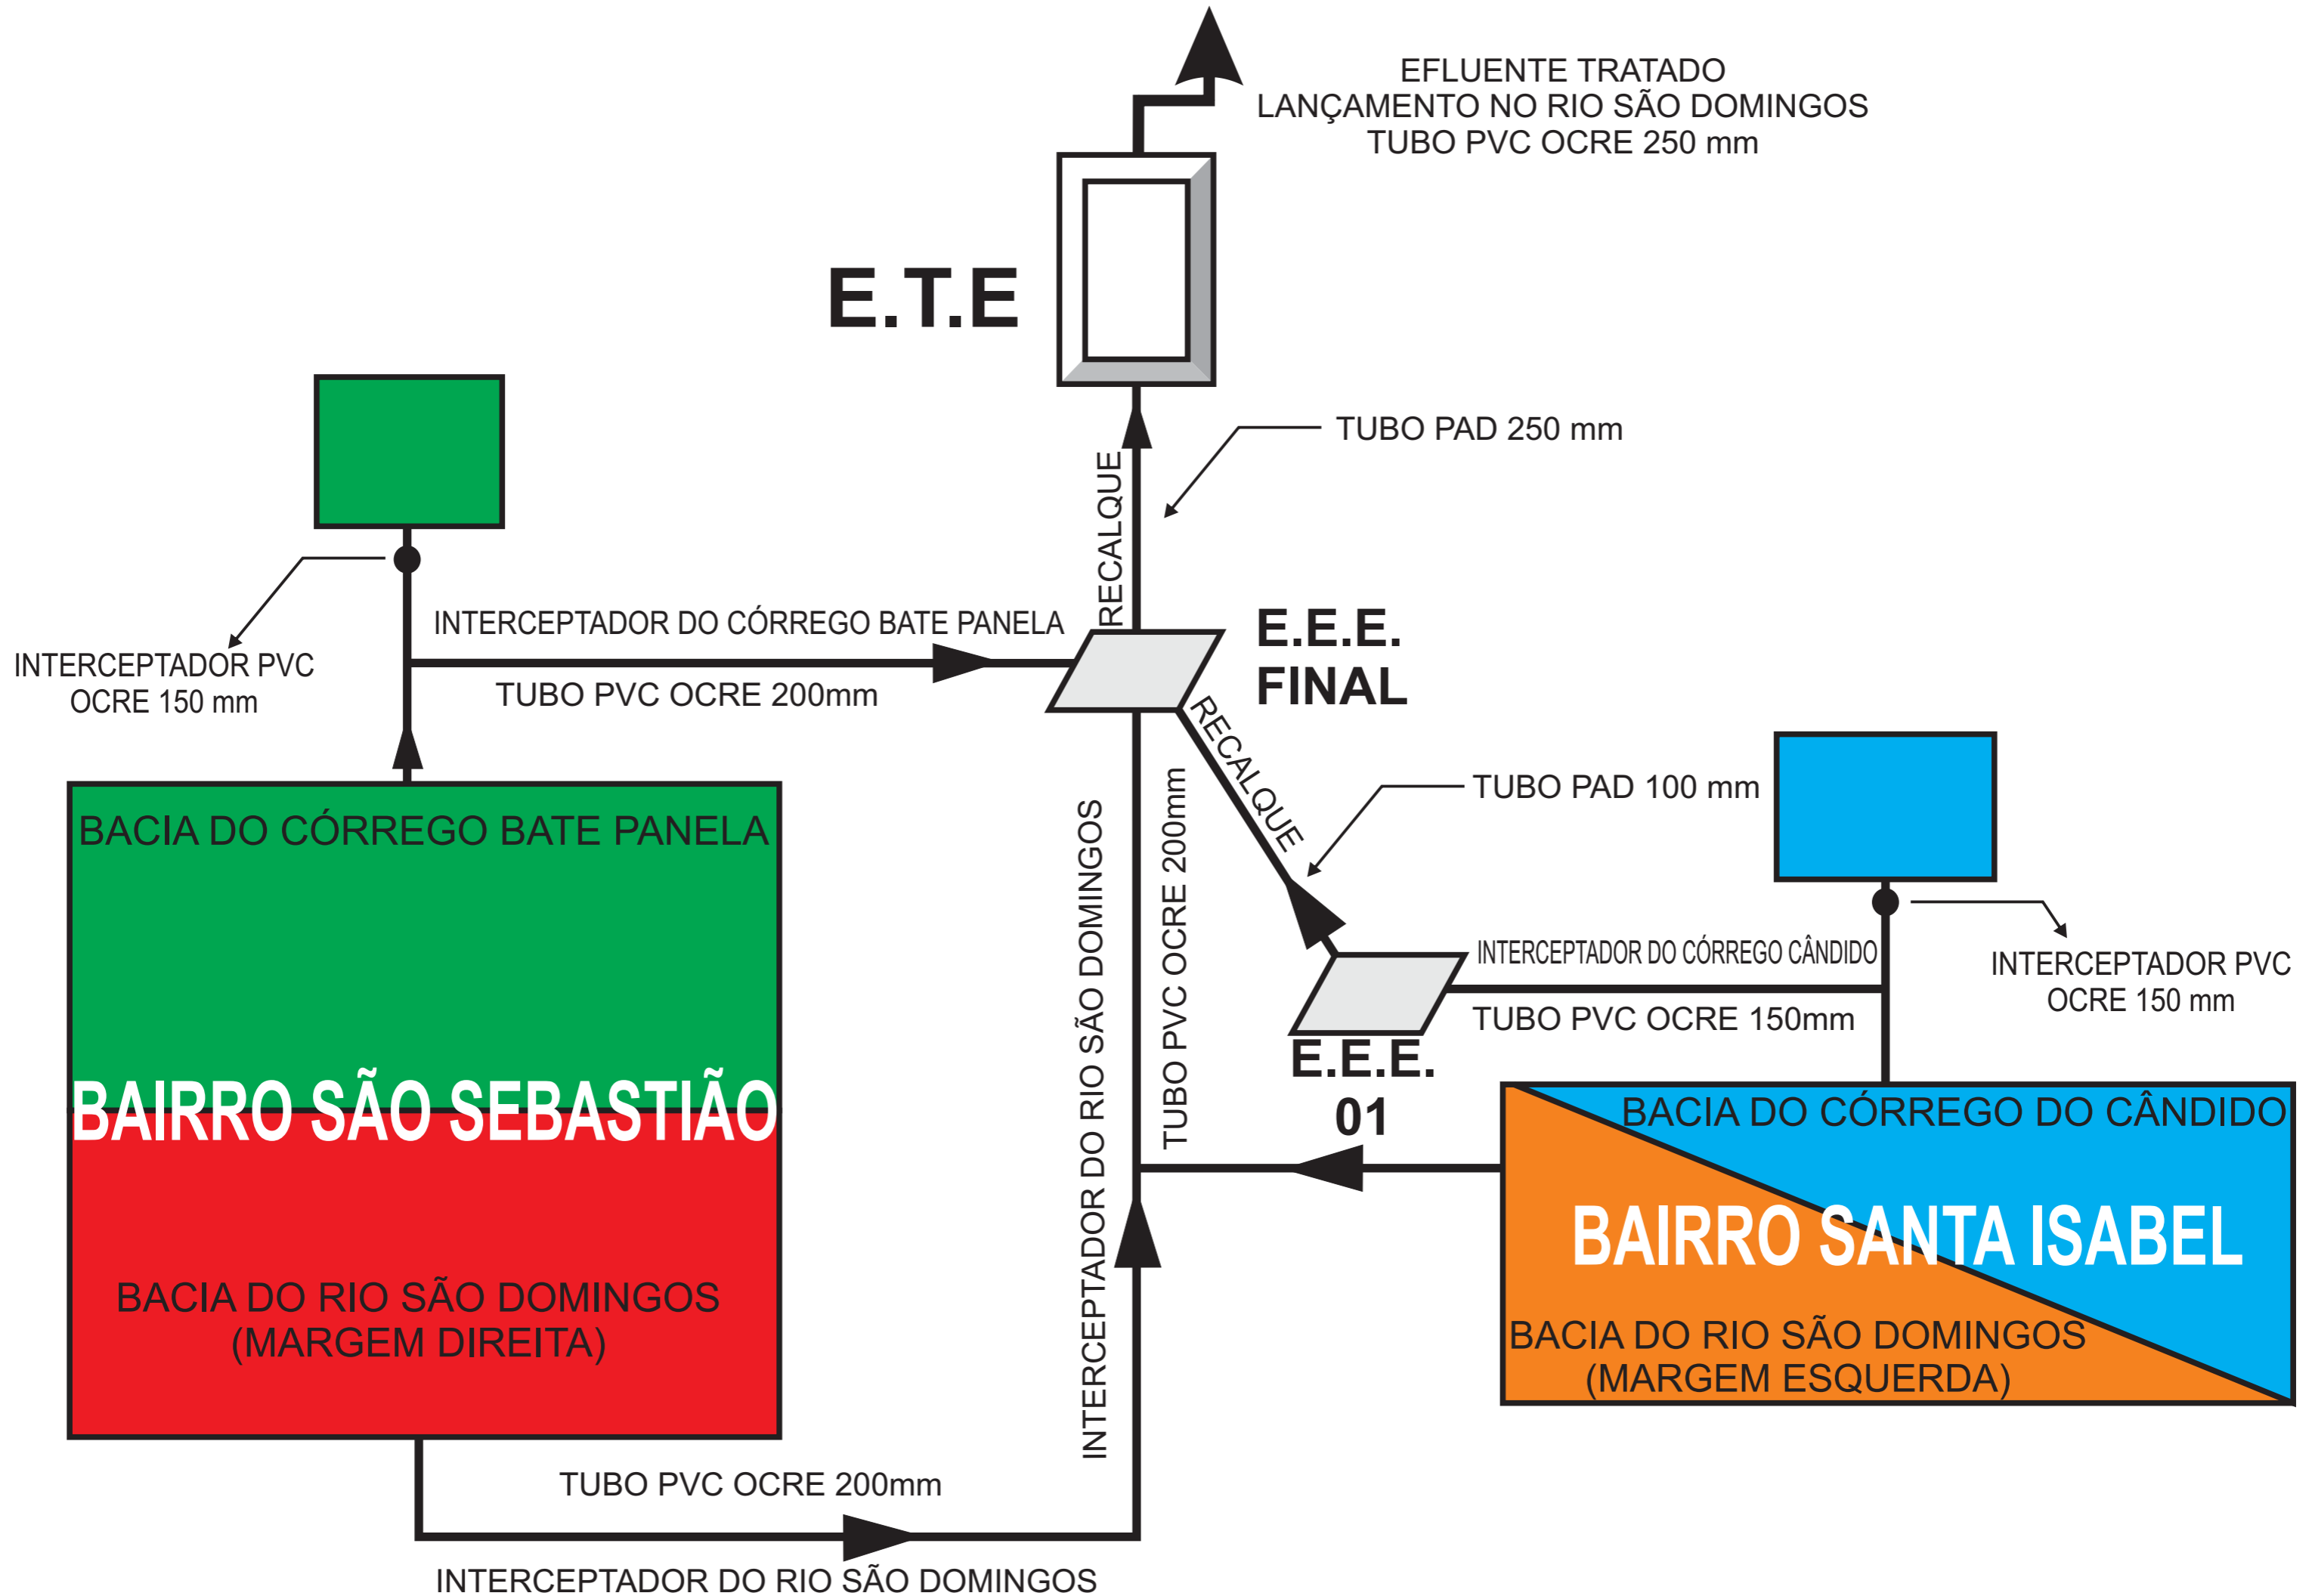 EFLUENTE TRATADO
LANÇAMENTO NO RIO SÃO DOMINGOS
TUBO PVC OCRE 250 mm
E.T.E
TUBO PAD 250 mm
RECALQUE
INTERCEPTADOR DO CÓRREGO BATE PANELA
TUBO PVC OCRE 200mm
INTERCEPTADOR PVC
OCRE 150 mm
E.E.E.
FINAL
RECALQUE
TUBO PAD 100 mm
BACIA DO CÓRREGO BATE PANELA
BAIRRO SÃO SEBASTIÃO
BACIA DO RIO SÃO DOMINGOS
(MARGEM DIREITA)
INTERCEPTADOR DO RIO SÃO DOMINGOS
TUBO PVC OCRE 200mm
INTERCEPTADOR DO CÓRREGO CÂNDIDO
TUBO PVC OCRE 150mm
INTERCEPTADOR PVC
OCRE 150 mm
E.E.E.
01
BACIA DO CÓRREGO DO CÂNDIDO
BAIRRO SANTA ISABEL
BACIA DO RIO SÃO DOMINGOS
(MARGEM ESQUERDA)
TUBO PVC OCRE 200mm
INTERCEPTADOR DO RIO SÃO DOMINGOS